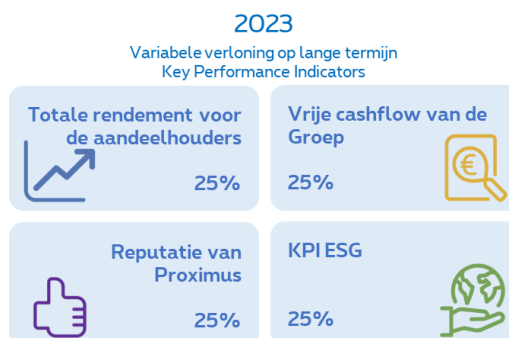 2023
Variabele verloning op lange termijn
Key Performance Indicators
Totale rendement voor
de aandeelhouders
25%
Vrije cashflow van de
Groep
€
25%
Reputatie van
Proximus
25%
KPI ESG
25%